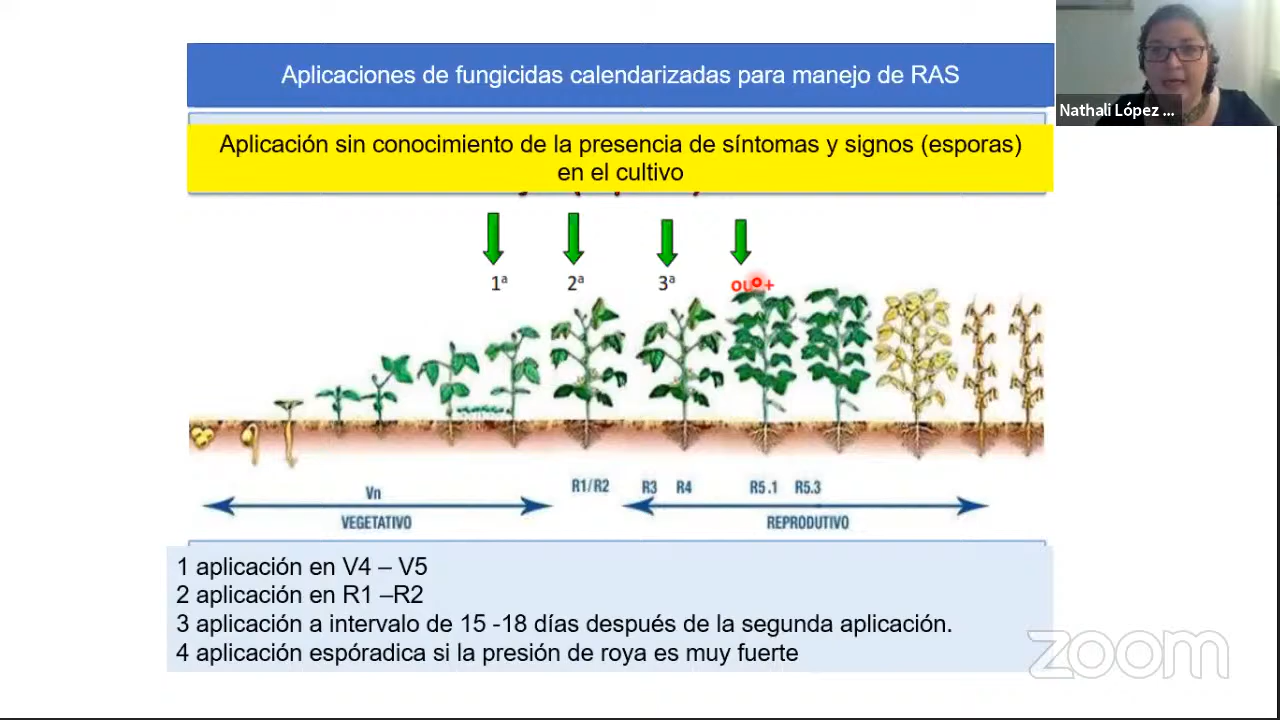 Aplicaciones de fungicidas calendarizadas para manejo de RAS
Nathali López ...
Aplicación sin conocimiento de la presencia de síntomas y signos (esporas)
en el cultivo
1ª 2ª 3ª
R1/R2 R3 R4 R5.1 R5.3
Vn
VEGETATIVO REPRODUTIVO
1 aplicación en V4 – V5
2 aplicación en R1 –R2
3 aplicación a intervalo de 15 -18 días después de la segunda aplicación.
4 aplicación espóradica si la presión de roya es muy fuerte
zoom